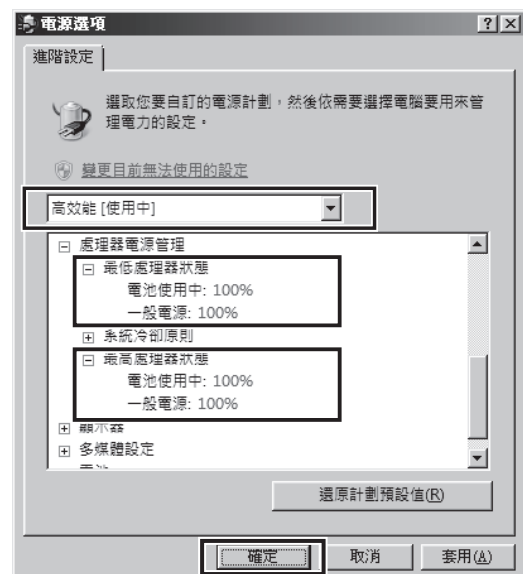 電源選項
進階設定
選取您要自訂的電源計劃，然後依需要選擇電腦要用來管
理電力的設定。
變更目前無法使用的設定
高效能 [使用中]
處理器電源管理
最低處理器狀態
電池使用中: 100%
一般電源: 100%
系統冷卻原則
最高處理器狀態
電池使用中: 100%
一般電源: 100%
顯示器
多媒體設定
還原計劃預設值(R)
確定
取消
套用(A)